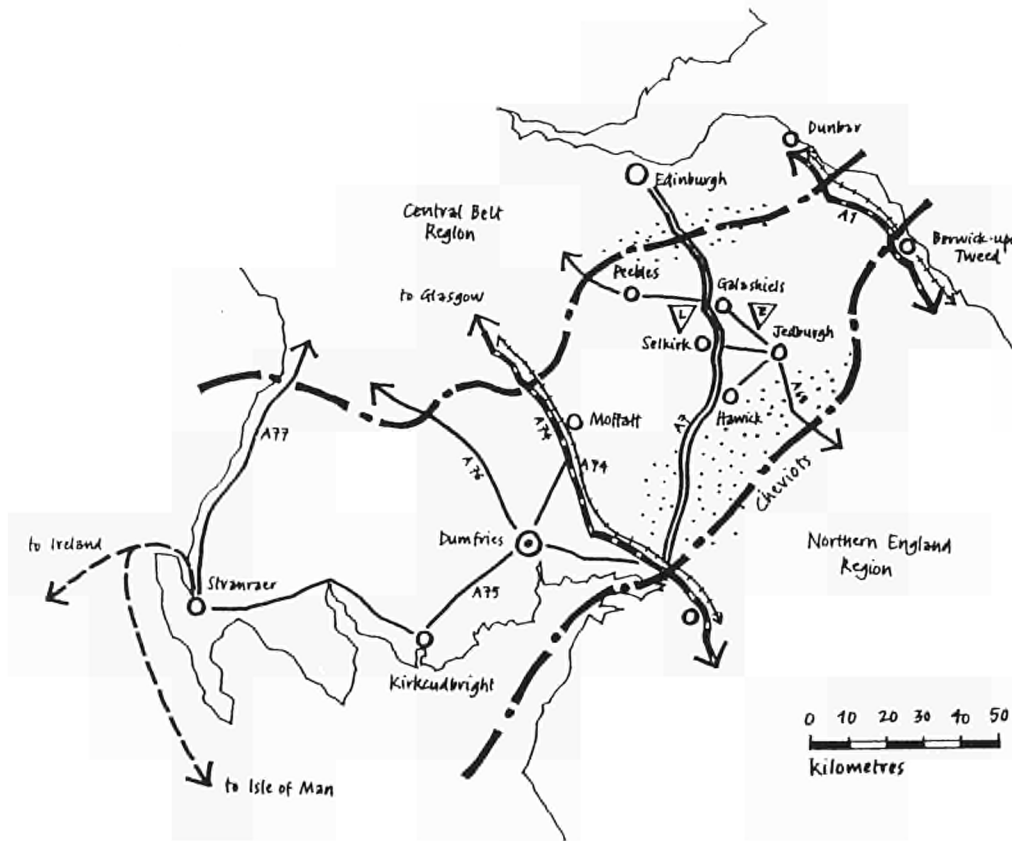 Dunbar
Edinburgh
Central Belt
Region
A1
Berwick-upon
Tweed
Peebles
to Glasgow
Galashiels
L
Z
Jedburgh
Selkirk
A68
Hawick
Moffatt
A77
A74
A7
A76
A74
Cheviots
to Ireland
Dumfries
Northern England
Region
Stranraer
A75
Kirkcudbright
0 10 20 30 40 50
kilometres
to Isle of Man